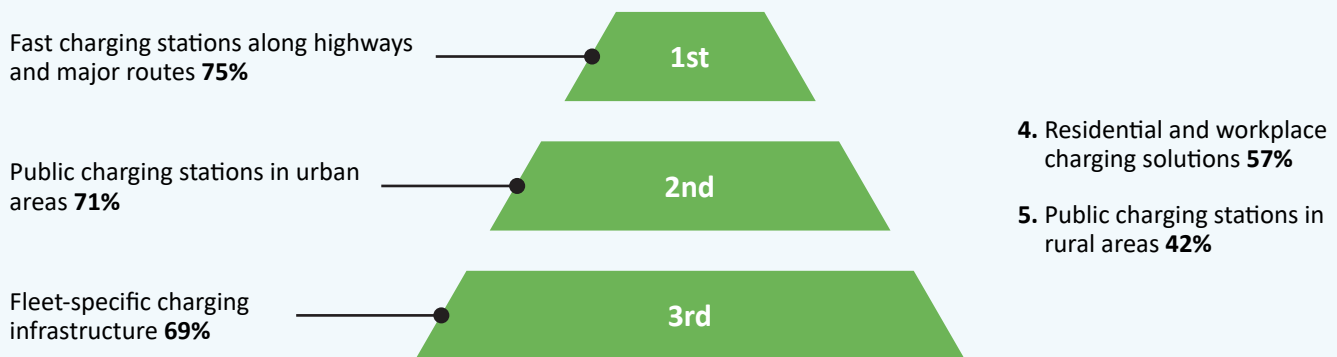 Fast charging stations along highways
and major routes 75%
1st
Public charging stations in urban
areas 71%
2nd
Fleet-specific charging
infrastructure 69%
3rd
4. Residential and workplace
charging solutions 57%
5. Public charging stations in
rural areas 42%